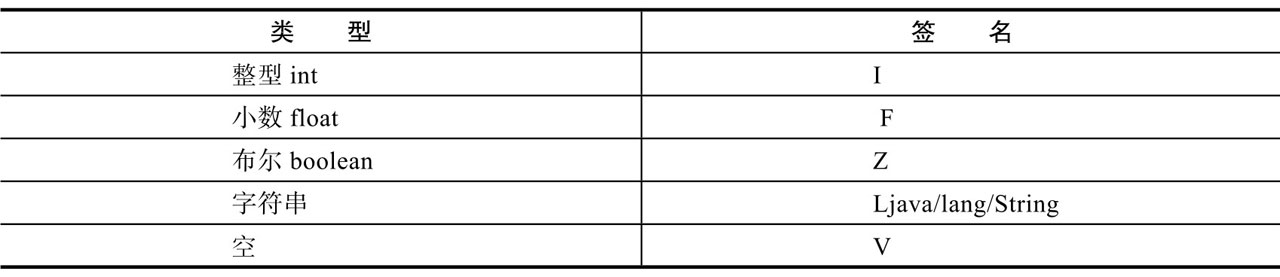 类 型 签 名
整型 int I
小数 float F
布尔 boolean Z
字符串 Ljava/lang/String
空 V